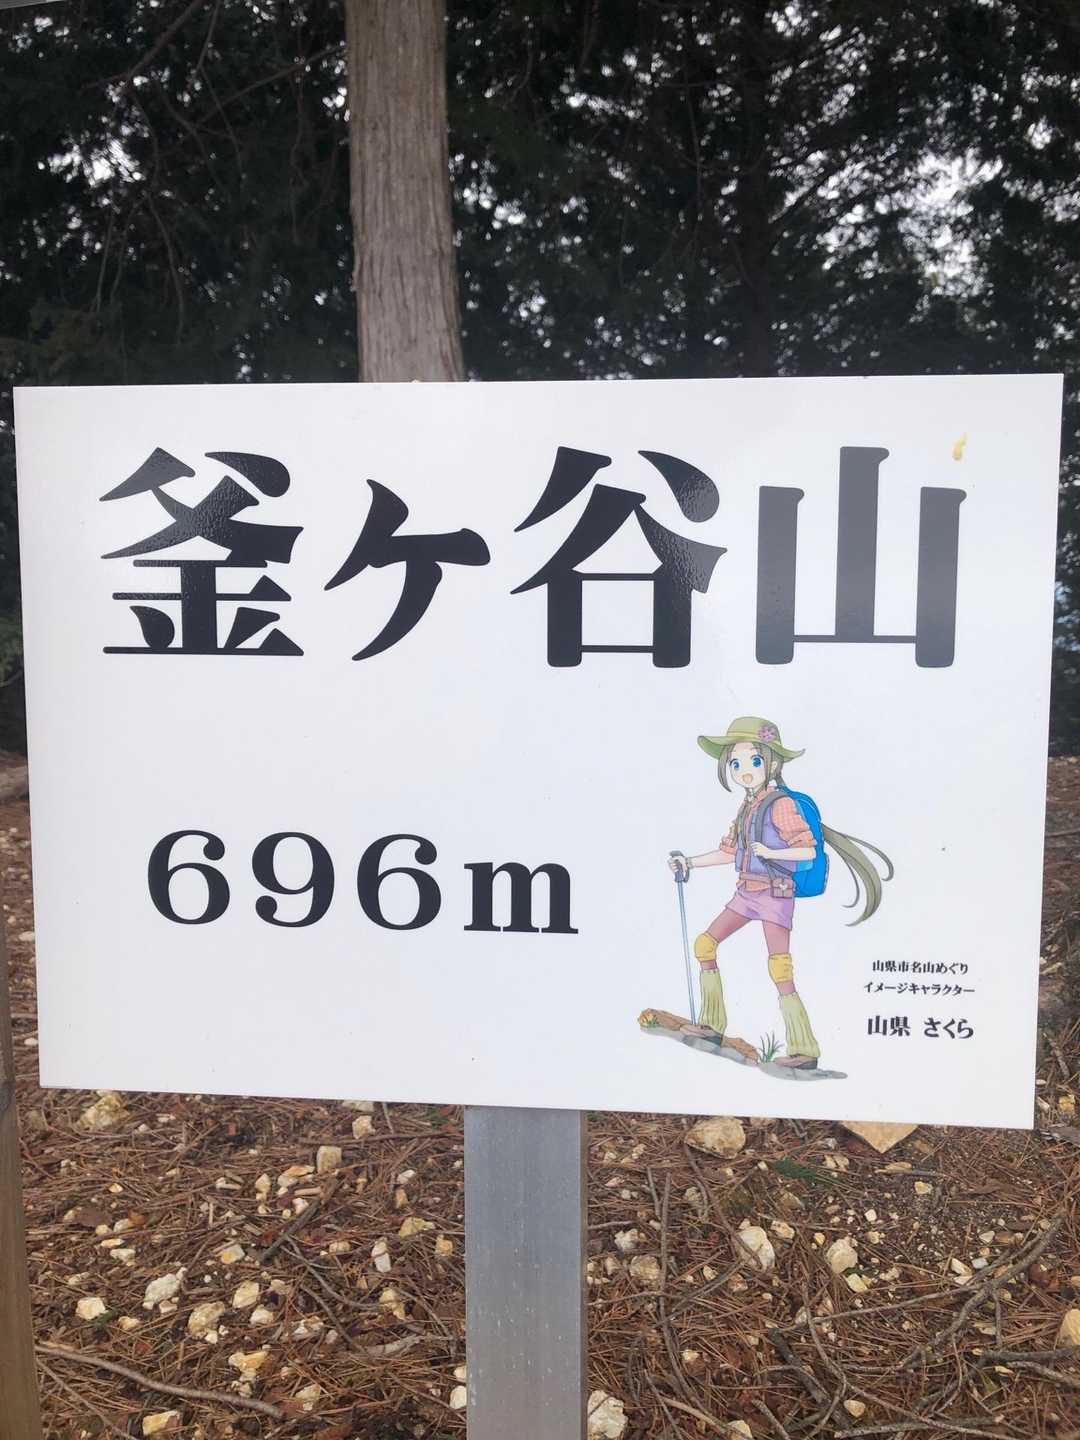 釜ヶ谷山
696m
山県市名山めぐり
イメージキャラクター
山県 さくら